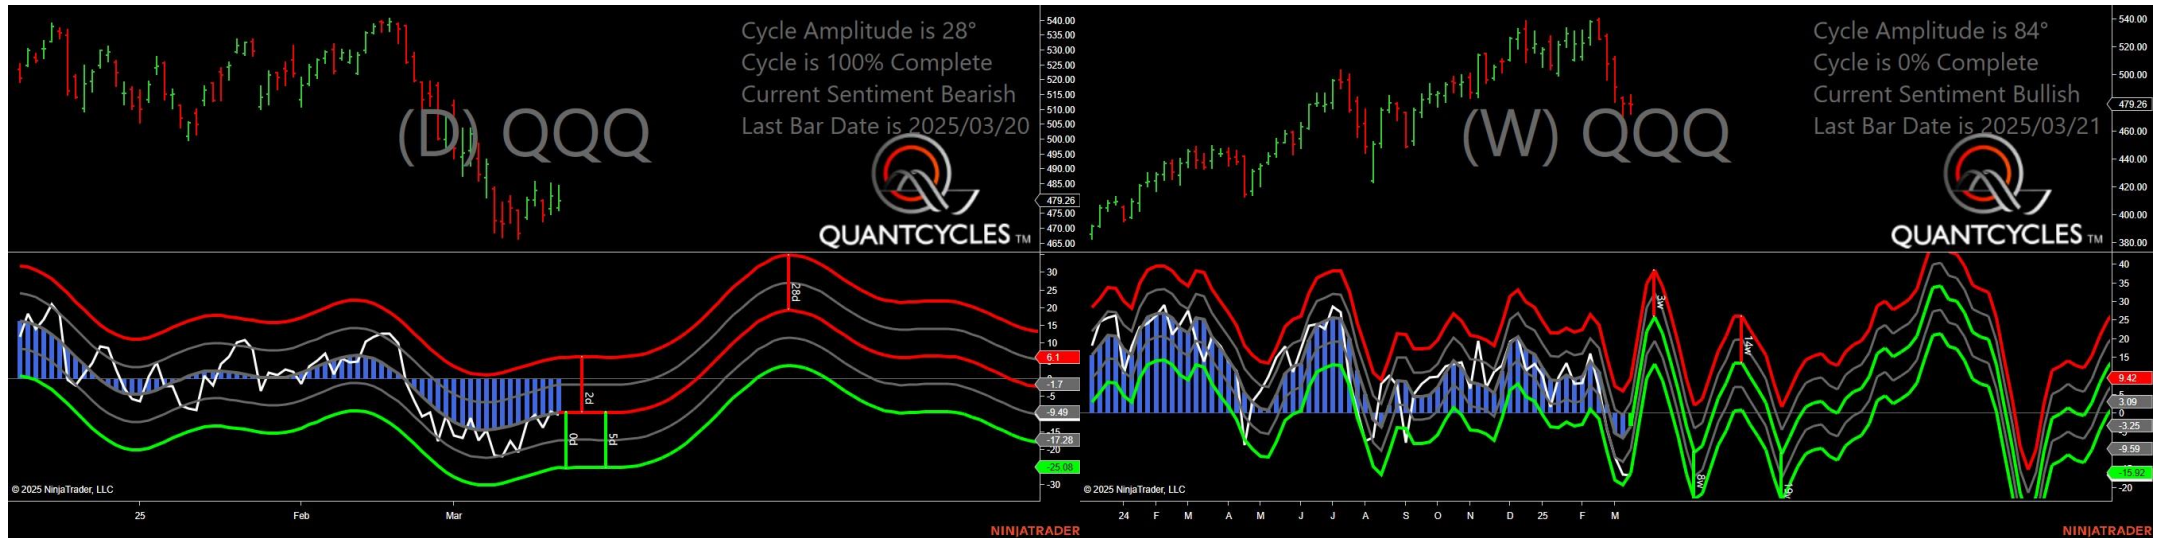 Cycle Amplitude is 28°
Cycle is 100% Complete
Current Sentiment Bearish
Last Bar Date is 2025/03/20
(D) QQQ
QUANTCYCLES TM
540.00
535.00
530.00
525.00
520.00
515.00
510.00
505.00
500.00
495.00
490.00
485.00
479.26
475.00
470.00
465.00
30
25
20
15
10
6.1
-1.7
-5
-9.49
-15
-17.28
-20
-25.08
-30
28d
2d
0d
5d
© 2025 NinjaTrader, LLC
25
Feb
Mar
NINJATRADER
Cycle Amplitude is 84°
Cycle is 0% Complete
Current Sentiment Bullish
Last Bar Date is 2025/03/21
(W) QQQ
QUANTCYCLES TM
540.00
520.00
500.00
479.26
460.00
440.00
420.00
400.00
380.00
40
35
30
25
20
15
9.42
3.09
0
-3.25
-9.59
-15.92
-20
3w
14w
8w
© 2025 NinjaTrader, LLC
24 F M A M J J A S O N D 25 F M
NINJATRADER